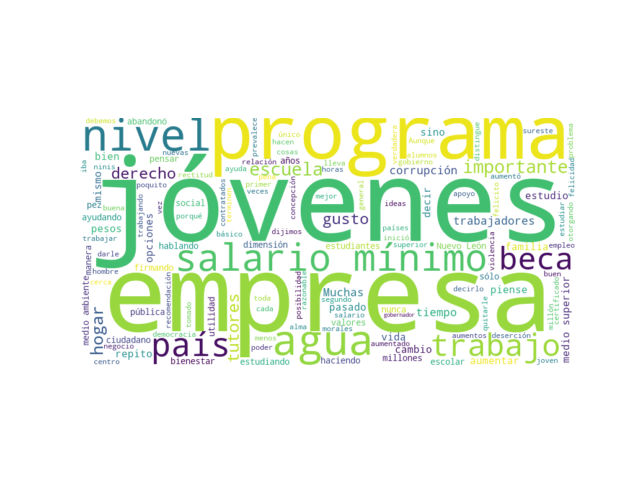 debemos
abandonó
nivel
programa
único
hacen
cosas
sino
Aunque
alumnos
gobierno
verdadera
distingue
sureste
problema
iba
bien
nuevas
pensar
prevalece
relación
años
lleva
horas
corrupción
importante
felicidad
ninis
derecho
rectitud
escuela
ayuda
primer
veces
mejor
general
gusto
decir
ideas
países
superior
aumento
apoyo
felicito
estudio
estudiar
otorgando
mismo
poquito
pez
ayudando
pesos
trabajar
darle
hombre
manera
cerca
medio ambiente
jóvenes
trabajando
vez
social
porqué
contratados
concepción
básico
dijimos
inició
trabajadores
opciones
hablando
dimensión
estudiantes
Nuevo León
familia
empleo
violencia
salario mínimo
firmando
sólo
buen
beca
decirlo
piense
quitarle
millón
certificado
empresa
recomendación
tomado
utilidad
tutores
toda
cada
posibilidad
razonable
Muchas
segundo
pasado
salario
valores
nunca
gobernador
tiempo
medio superior
hogar
pública
ciudadano
negocio
repito
democracia
menos
poder
alma
morales
vida
aumentos
deserción
país
agua
aumentado
cambio
trabajo
centro
bienestar
estudiando
haciendo
millones
escolar
aumentar
joven